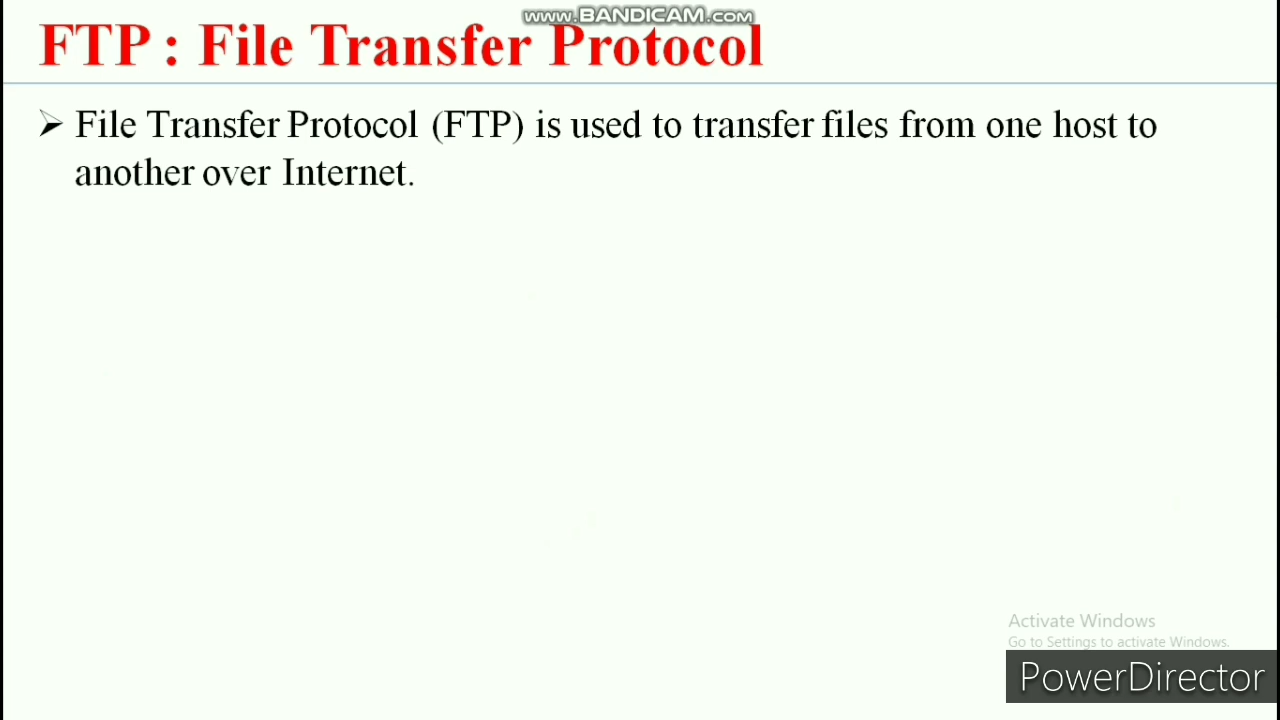 www.BANDICAM.com
FTP : File Transfer Protocol
➢ File Transfer Protocol (FTP) is used to transfer files from one host to
another over Internet.
Activate Windows
Go to Settings to activate Windows.
PowerDirector